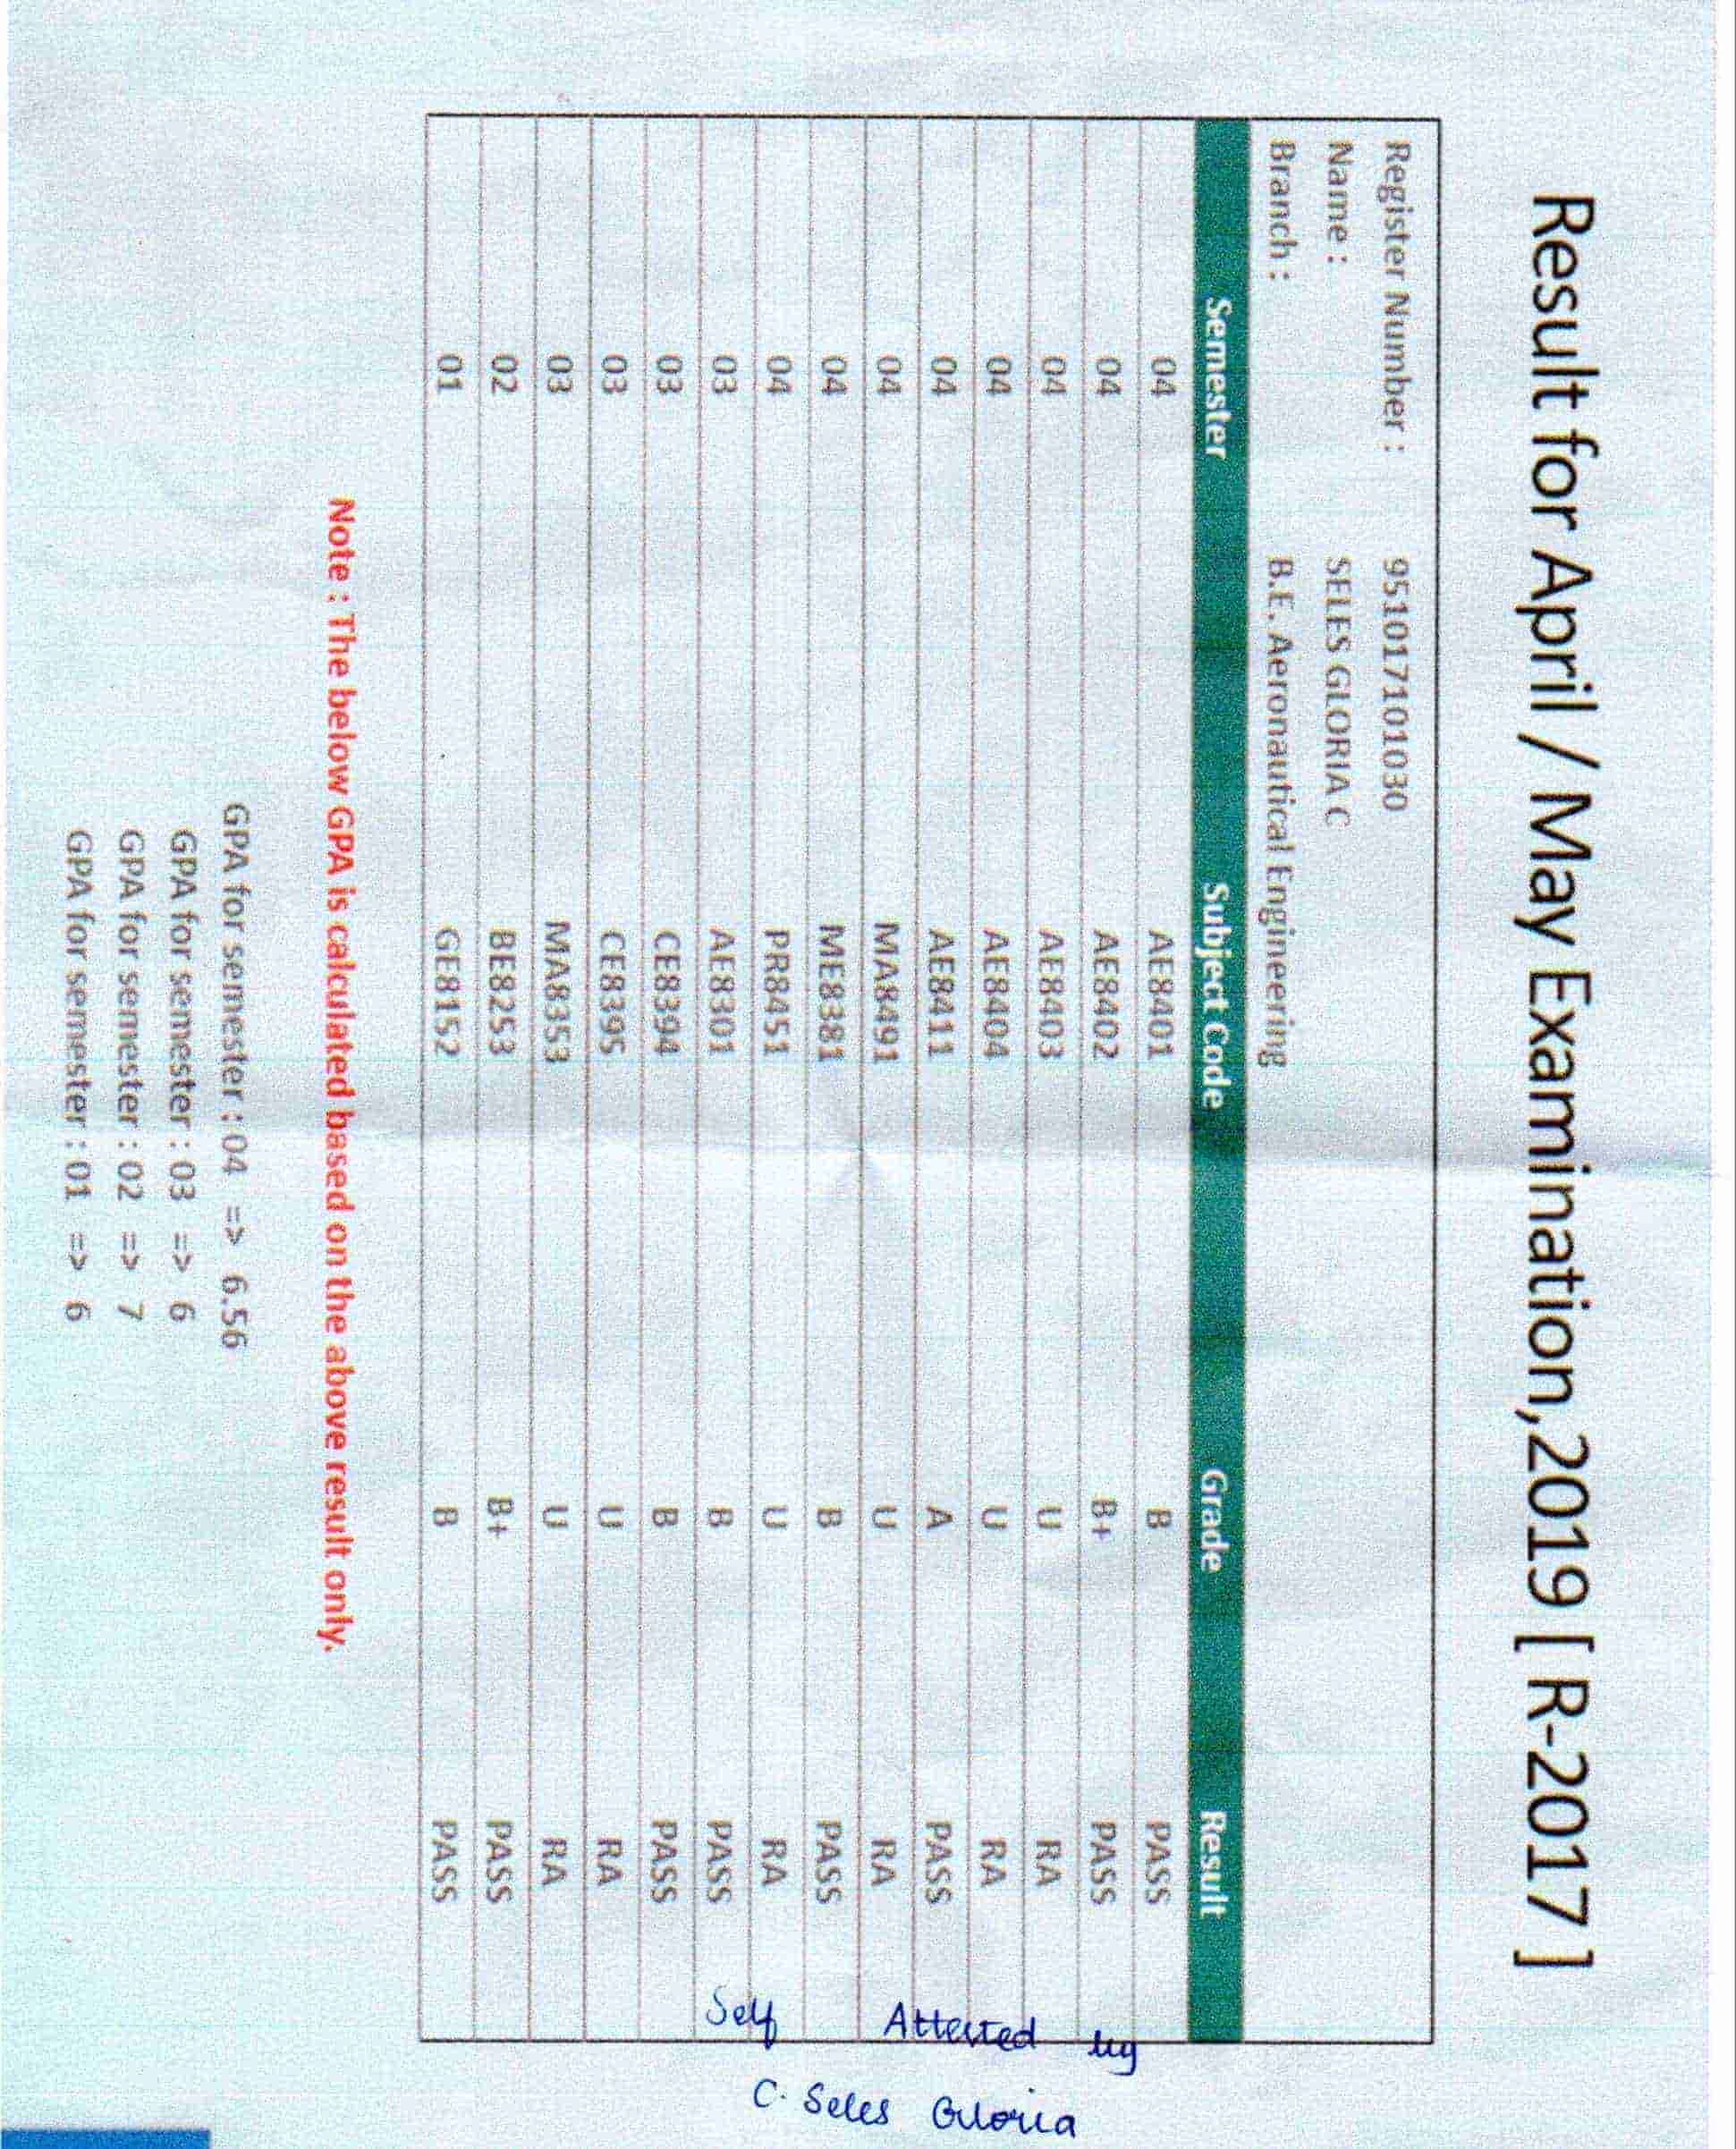 Result for April / May Examination,2019 [ R-2017 ]
Register Number : 951017101030
Name : SELES GLORIA C
Branch : B.E. Aeronautical Engineering
Semester Subject Code Grade Result
04 AE8401 B PASS
04 AE8402 B+ PASS
04 AE8403 U RA
04 AE8404 U RA
04 AE8411 A PASS
04 MA8491 U RA
04 ME8381 B PASS
04 PR8451 U RA
03 AE8301 B PASS
03 CE8394 B PASS
03 CE8395 U RA
03 MA8353 U RA
02 BE8253 B+ PASS
01 GE8152 B PASS
Note : The below GPA is calculated based on the above result only.
GPA for semester : 04 => 6.56
GPA for semester : 03 => 6
GPA for semester : 02 => 7
GPA for semester : 01 => 6
Self Attested by
C. Seles Gloria